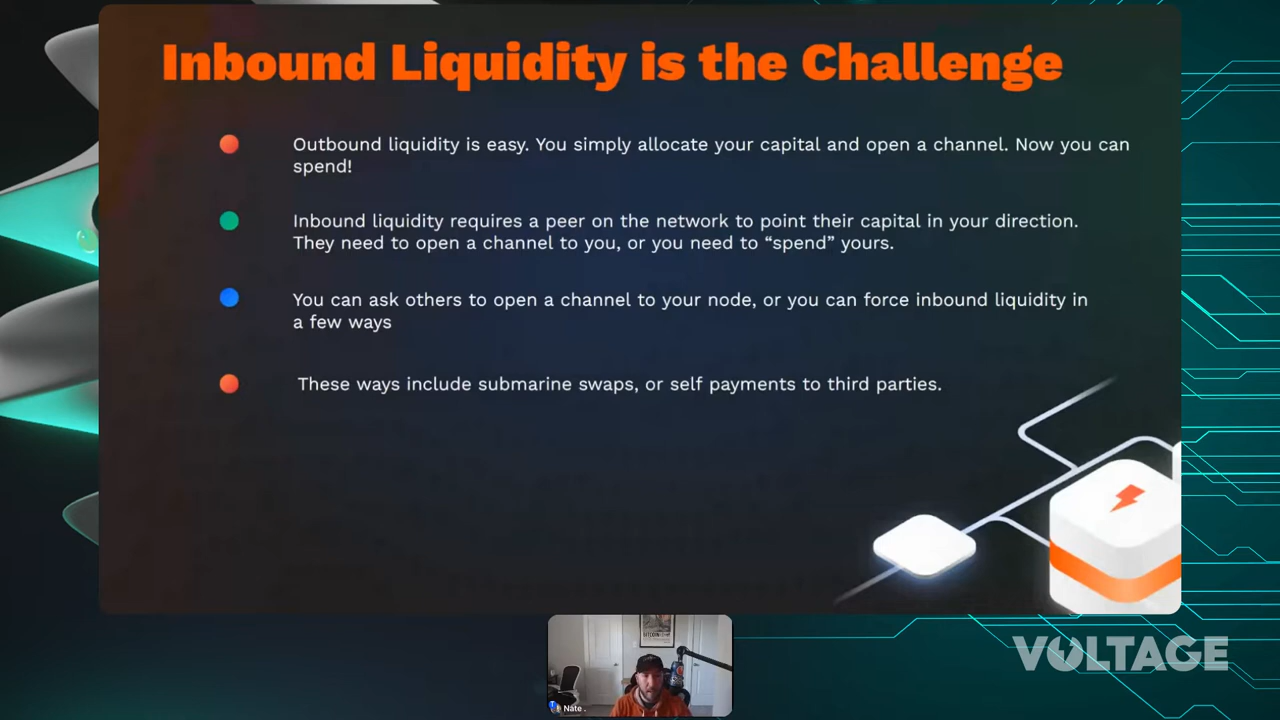 Inbound Liquidity is the Challenge
Outbound liquidity is easy. You simply allocate your capital and open a channel. Now you can
spend!
Inbound liquidity requires a peer on the network to point their capital in your direction.
They need to open a channel to you, or you need to “spend” yours.
You can ask others to open a channel to your node, or you can force inbound liquidity in
a few ways
These ways include submarine swaps, or self payments to third parties.
VOLTAGE
Nate .